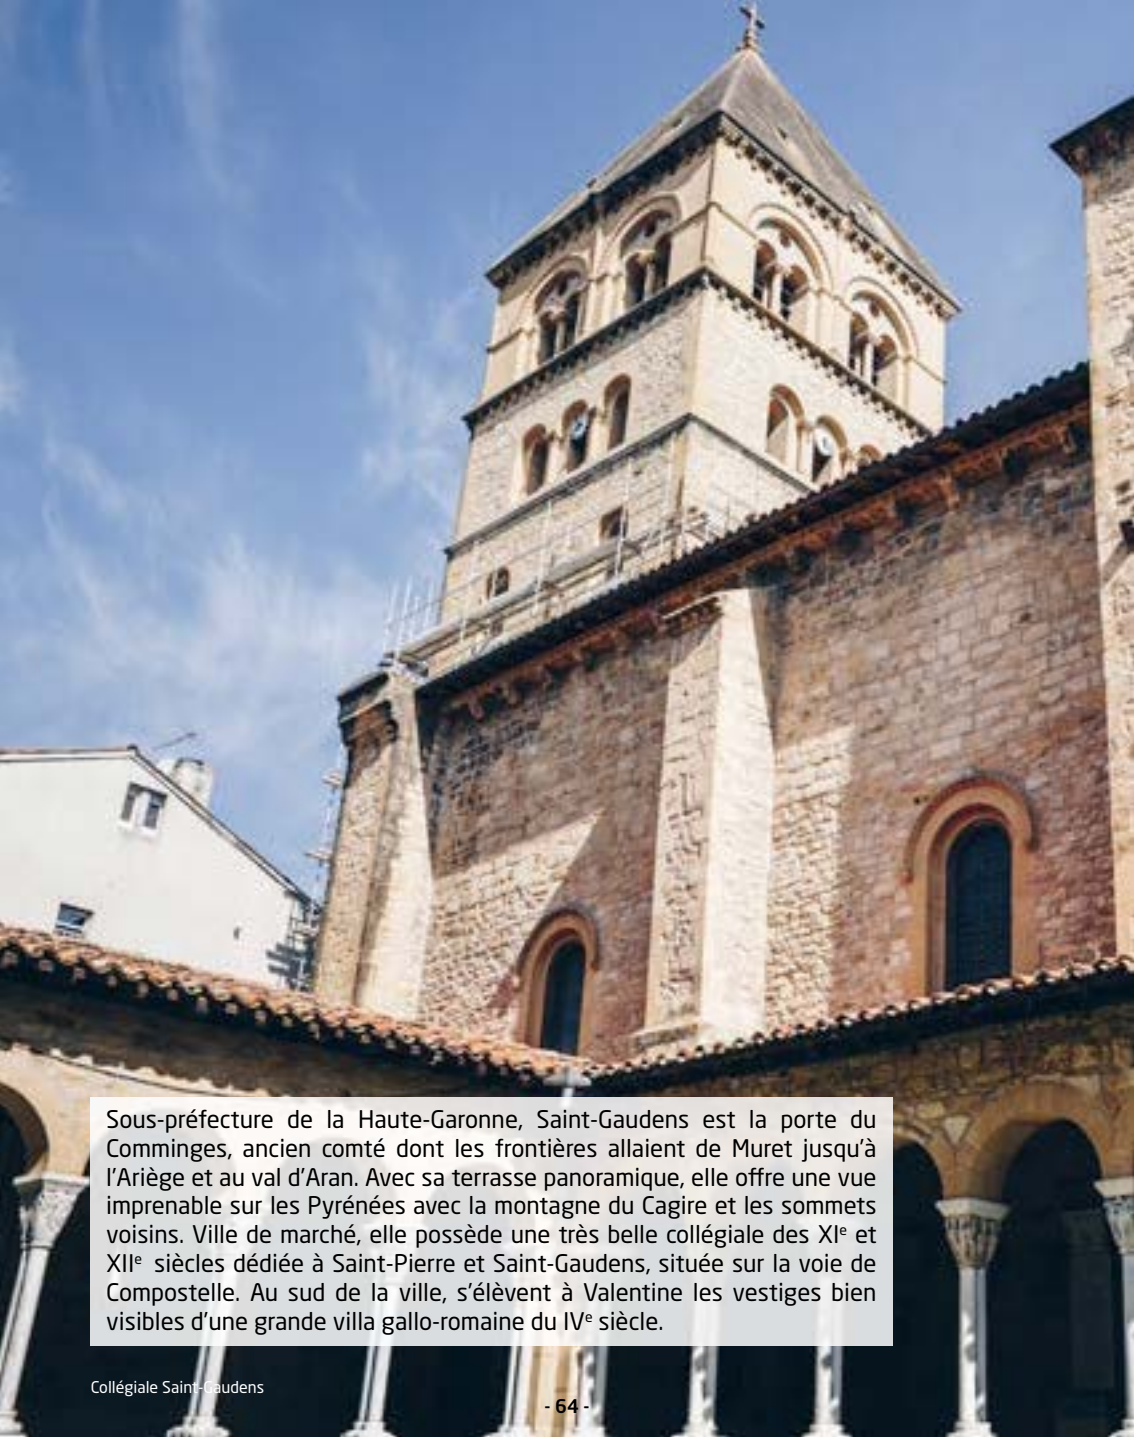 Sous-préfecture de la Haute-Garonne, Saint-Gaudens est la porte du
Comminges, ancien comté dont les frontières allaient de Muret jusqu'à
l'Ariège et au val d'Aran. Avec sa terrasse panoramique, elle offre une vue
imprenable sur les Pyrénées avec la montagne du Cagire et les sommets
voisins. Ville de marché, elle possède une très belle collégiale des XIe et
XIIe siècles dédiée à Saint-Pierre et Saint-Gaudens, située sur la voie de
Compostelle. Au sud de la ville, s'élèvent à Valentine les vestiges bien
visibles d'une grande villa gallo-romaine du IVe siècle.
Collégiale Saint-Gaudens
- 64 -